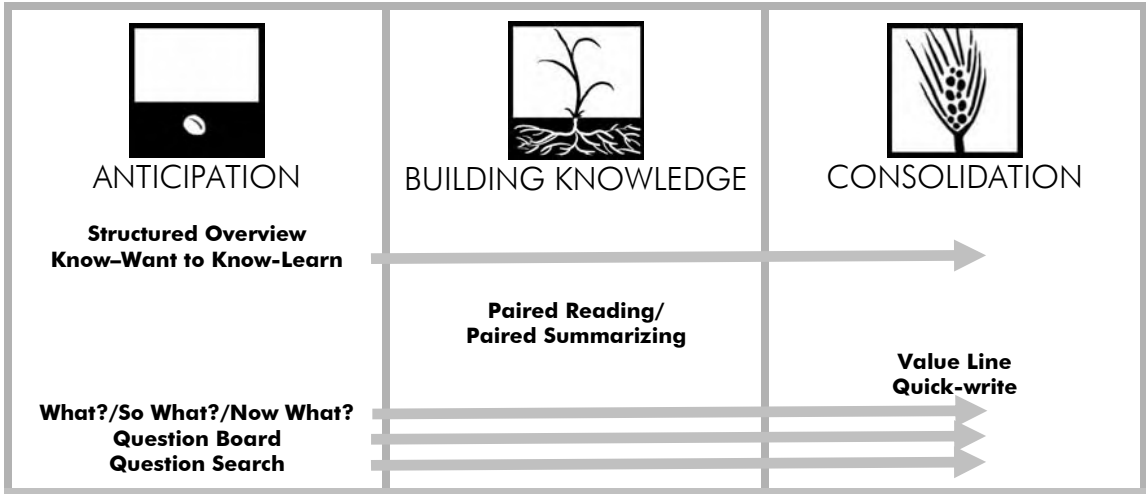 ANTICIPATION
BUILDING KNOWLEDGE
CONSOLIDATION
Structured Overview
Know–Want to Know-Learn
Paired Reading/
Paired Summarizing
Value Line
Quick-write
What?/So What?/Now What?
Question Board
Question Search